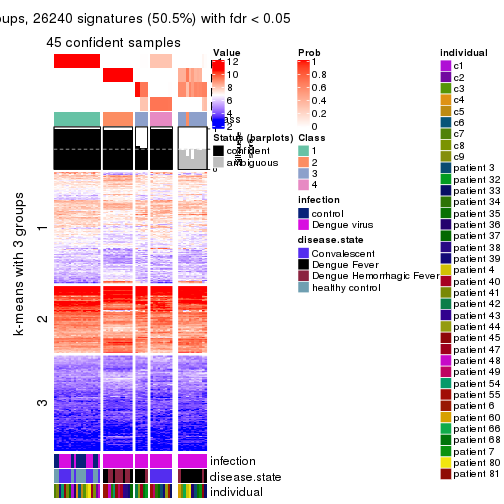 ups, 26240 signatures (50.5%) with fdr < 0.05
45 confident samples
k-means with 3 groups
1
2
3
Value
12
10
8
6
4
2
Status (barplots)
confident
ambiguous
Prob
1
0.8
0.6
0.4
0.2
0
Class
1
2
3
4
infection
control
Dengue virus
disease.state
Convalescent
Dengue Fever
Dengue Hemorrhagic Fever
healthy control
individual
c1
c2
c3
c4
c5
c6
c7
c8
c9
patient 3
patient 32
patient 33
patient 34
patient 35
patient 36
patient 37
patient 38
patient 39
patient 4
patient 40
patient 41
patient 42
patient 43
patient 44
patient 45
patient 47
patient 48
patient 49
patient 54
patient 55
patient 6
patient 60
patient 66
patient 68
patient 7
patient 80
patient 81
infection
disease.state
individual